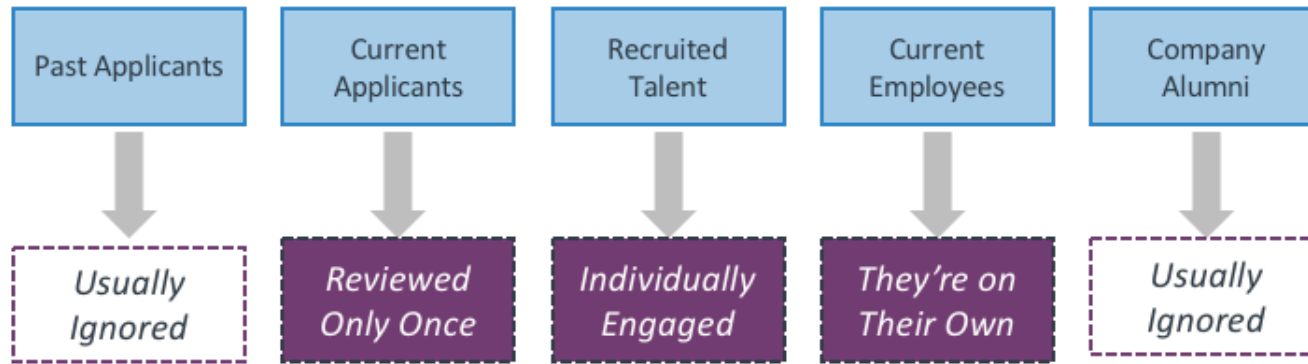 Past Applicants
Current
Applicants
Recruited
Talent
Current
Employees
Company
Alumni
Usually
Ignored
Reviewed
Only Once
Individually
Engaged
They’re on
Their Own
Usually
Ignored